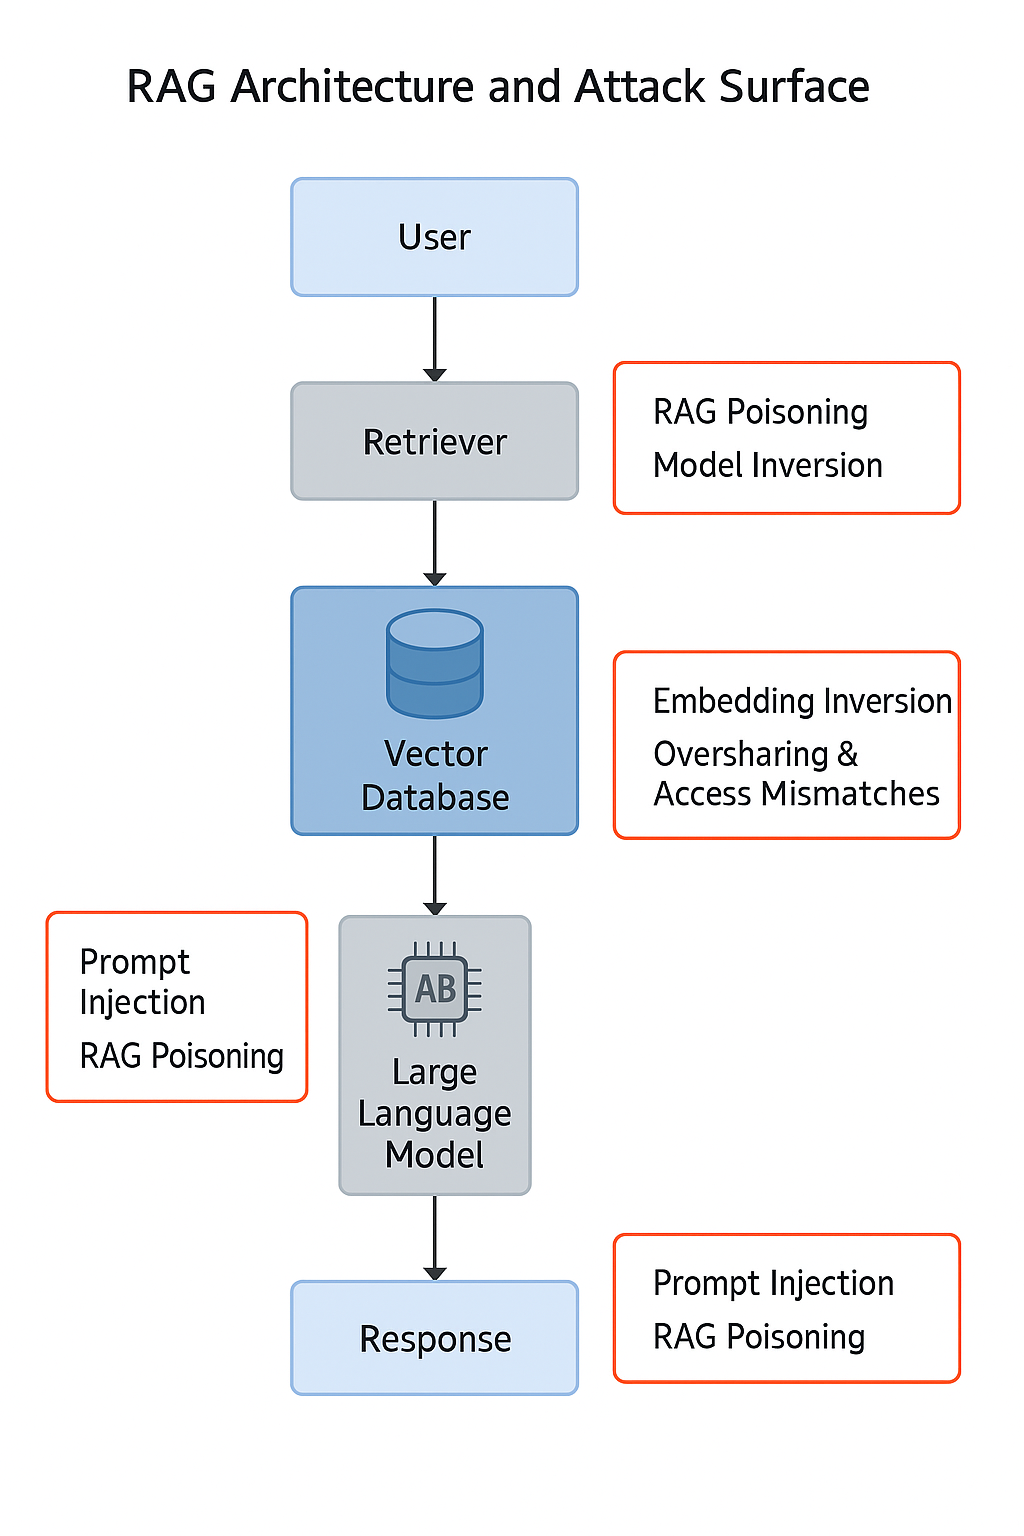 RAG Architecture and Attack Surface
User
Retriever
RAG Poisoning
Model Inversion
Vector
Database
Embedding Inversion
Oversharing &
Access Mismatches
Prompt
Injection
RAG Poisoning
AB
Large
Language
Model
Response
Prompt Injection
RAG Poisoning